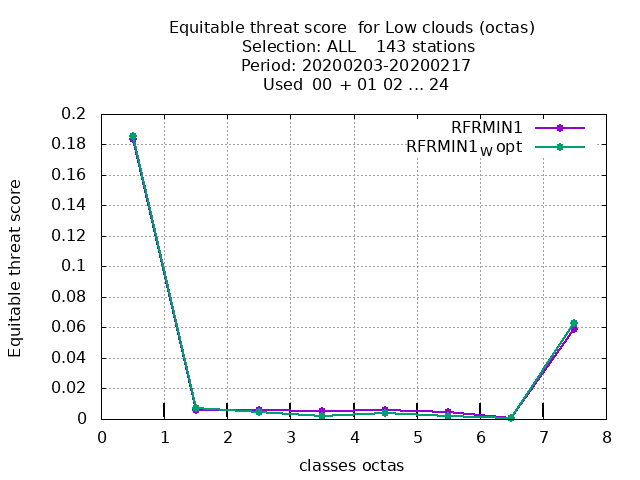 Equitable threat score for Low clouds (octas)
Selection: ALL 143 stations
Period: 20200203-20200217
Used 00 + 01 02 ... 24
RFRMIN1
RFRMIN1W opt
Equitable threat score
0.2
0.18
0.16
0.14
0.12
0.1
0.08
0.06
0.04
0.02
0
0 1 2 3 4 5 6 7 8
classes octas